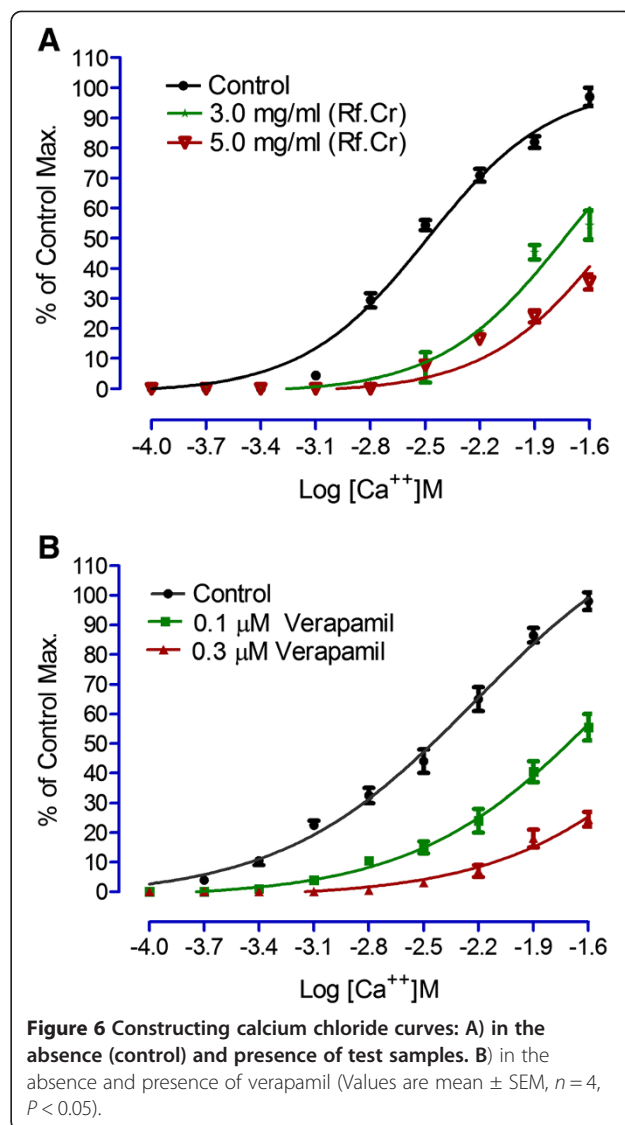 A
Control
3.0 mg/ml (Rf.Cr)
5.0 mg/ml (Rf.Cr)
% of Control Max.
110
100
90
80
70
60
50
40
30
20
10
0
-4.0 -3.7 -3.4 -3.1 -2.8 -2.5 -2.2 -1.9 -1.6
Log [Ca⁺⁺]M
B
Control
0.1 µM Verapamil
0.3 µM Verapamil
% of Control Max.
110
100
90
80
70
60
50
40
30
20
10
0
-4.0 -3.7 -3.4 -3.1 -2.8 -2.5 -2.2 -1.9 -1.6
Log [Ca⁺⁺]M
Figure 6 Constructing calcium chloride curves: A) in the
absence (control) and presence of test samples. B) in the
absence and presence of verapamil (Values are mean ± SEM, n = 4,
P < 0.05).